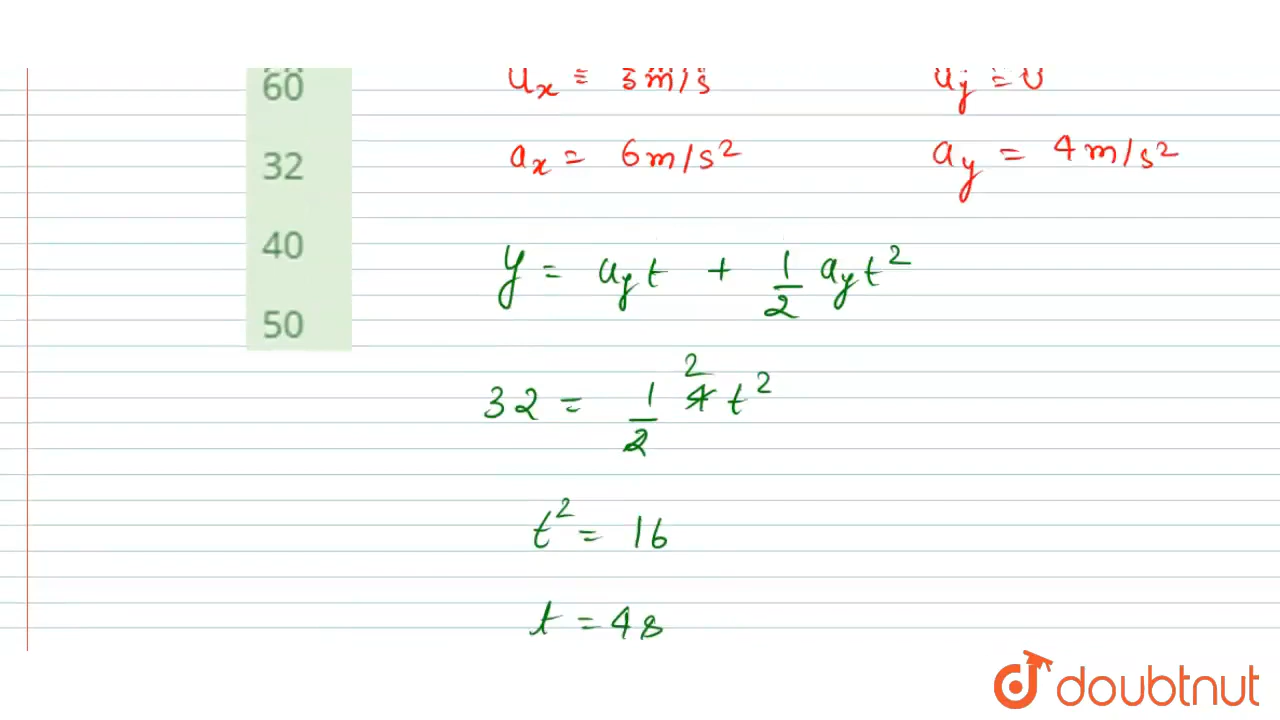 60
32
40
50
u_x = 3 m/s u_y = 0
a_x = 6 m/s² a_y = 4 m/s²
y = u_y t + 1/2 a_y t²
2
32 = 1/2 4 t²
t² = 16
t = 4s
doubtnut